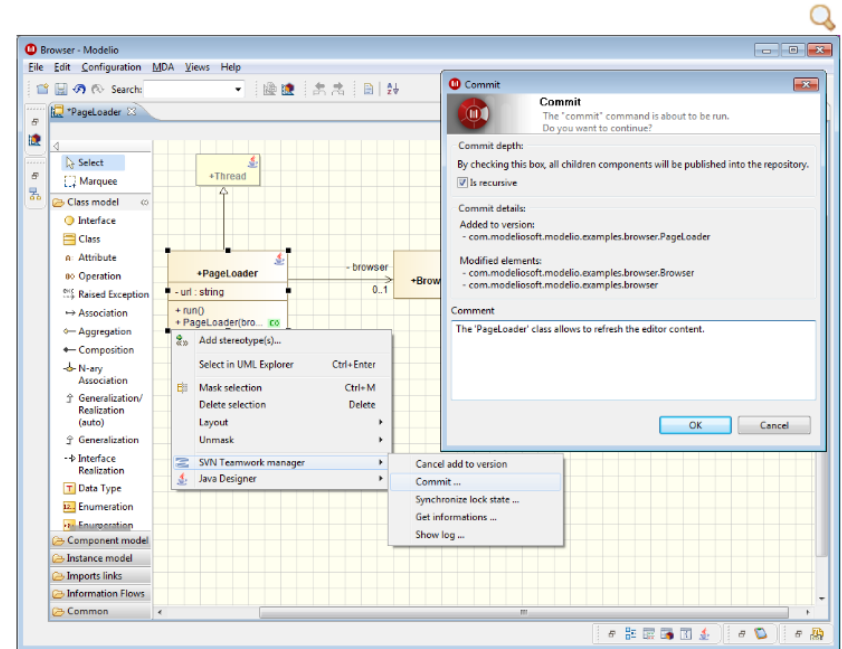 Browser - Modelio
File Edit Configuration MDA Views Help
Search:
*PageLoader
Select
Marquee
Class model
Interface
Class
Attribute
Operation
Raised Exception
Association
Aggregation
Composition
N-ary
Association
Generalization/
Realization
(auto)
Generalization
Interface
Realization
Data Type
Enumeration
Enumeration
Component model
Instance model
Imports links
Information Flows
Common
+Thread
+PageLoader
- url : string
+ run()
+ PageLoader(bro...
- browser
0..1
+Brow
Add stereotype(s)...
Select in UML Explorer Ctrl+Enter
Mask selection Ctrl+M
Delete selection Delete
Layout
Unmask
SVN Teamwork manager
Java Designer
Cancel add to version
Commit ...
Synchronize lock state ...
Get informations ...
Show log ...
Commit
Commit
The "commit" command is about to be run.
Do you want to continue?
Commit depth:
By checking this box, all children components will be published into the repository.
Is recursive
Commit details:
Added to version:
- com.modeliosoft.modelio.examples.browser.PageLoader
Modified elements:
- com.modeliosoft.modelio.examples.browser.Browser
- com.modeliosoft.modelio.examples.browser
Comment
The 'PageLoader' class allows to refresh the editor content.
OK Cancel